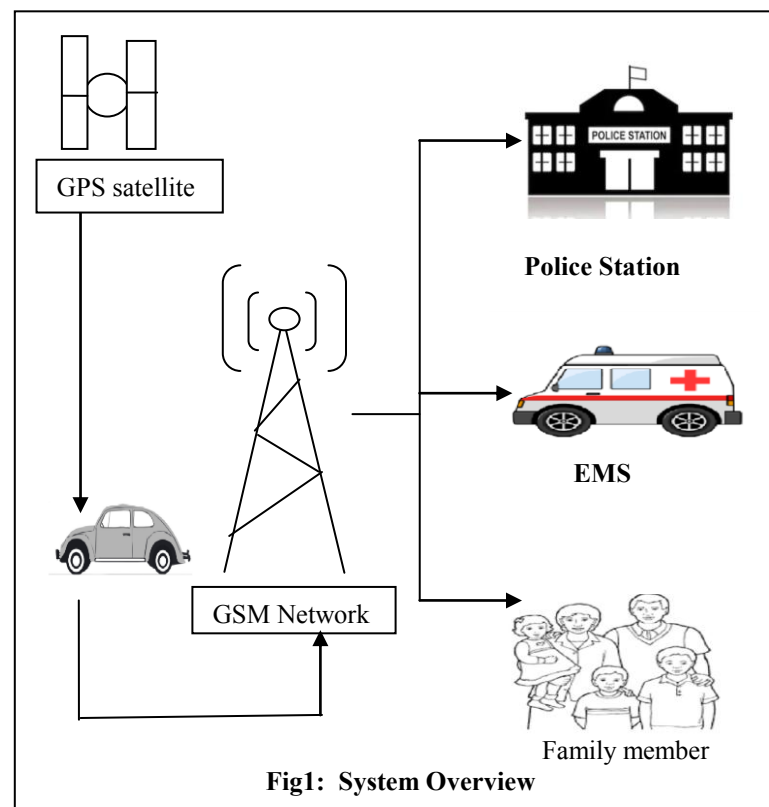 POLICE STATION
GPS satellite
Police Station
EMS
GSM Network
Family member
Fig1: System Overview